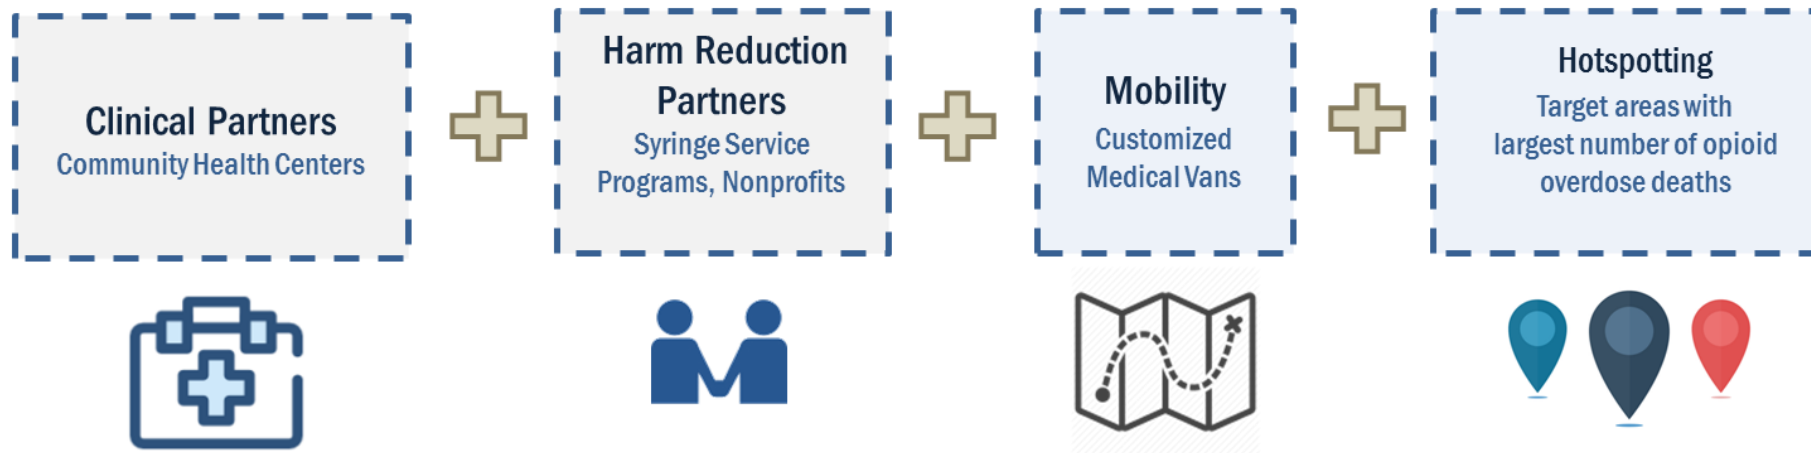 Clinical Partners
Community Health Centers
Harm Reduction
Partners
Syringe Service
Programs, Nonprofits
Mobility
Customized
Medical Vans
Hotspotting
Target areas with
largest number of opioid
overdose deaths